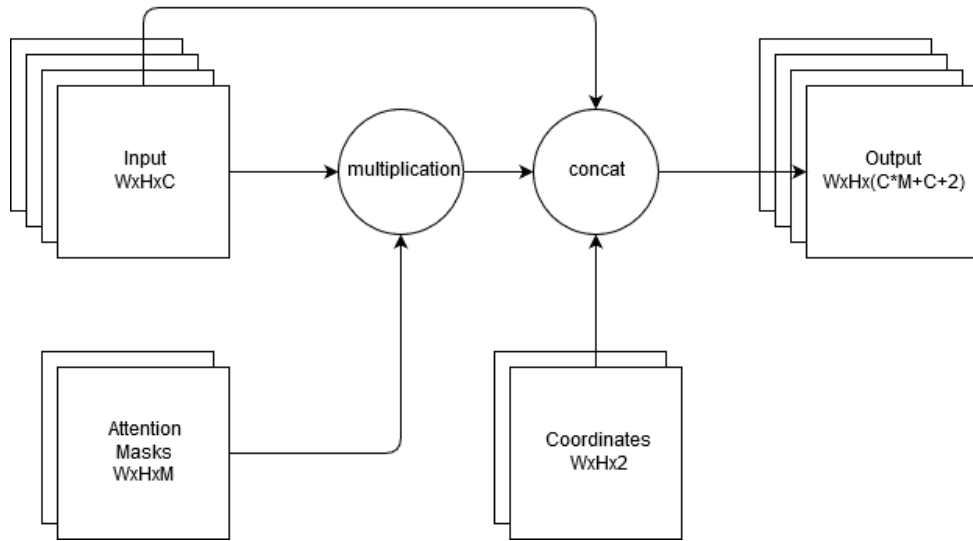 Input
WxHxC
multiplication
concat
Output
WxHx(C*M+C+2)
Attention
Masks
WxHxM
Coordinates
WxHx2